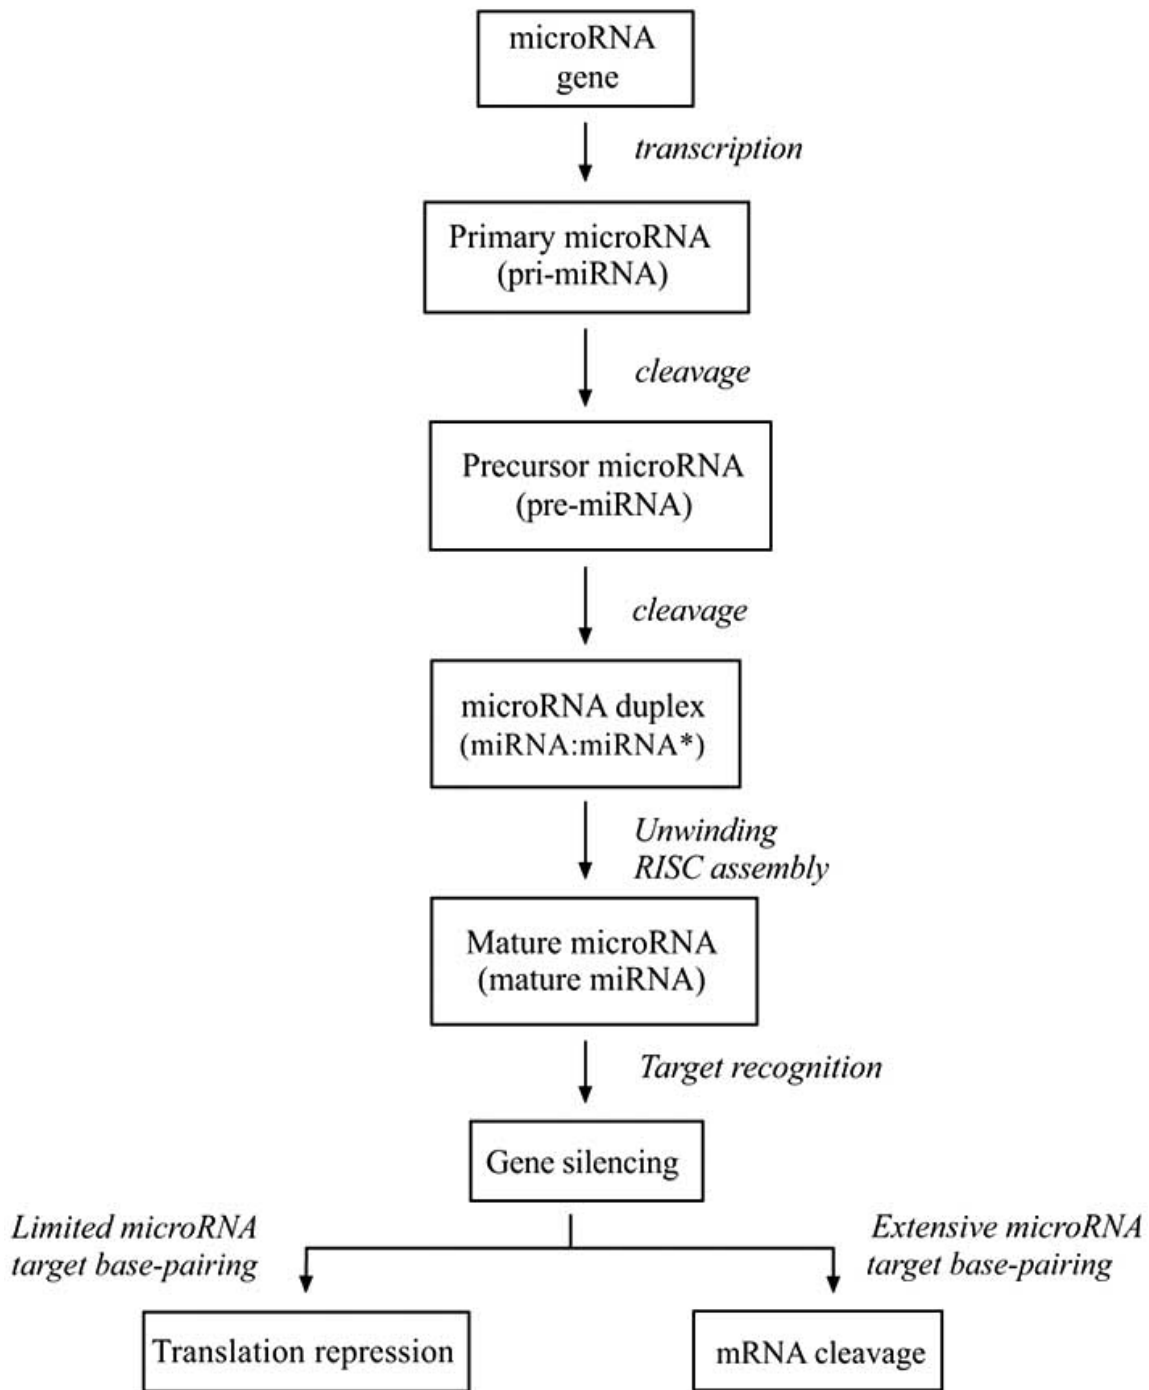 microRNA
gene
transcription
Primary microRNA
(pri-miRNA)
cleavage
Precursor microRNA
(pre-miRNA)
cleavage
microRNA duplex
(miRNA:miRNA*)
Unwinding
RISC assembly
Mature microRNA
(mature miRNA)
Target recognition
Gene silencing
Limited microRNA
target base-pairing
Extensive microRNA
target base-pairing
Translation repression
mRNA cleavage